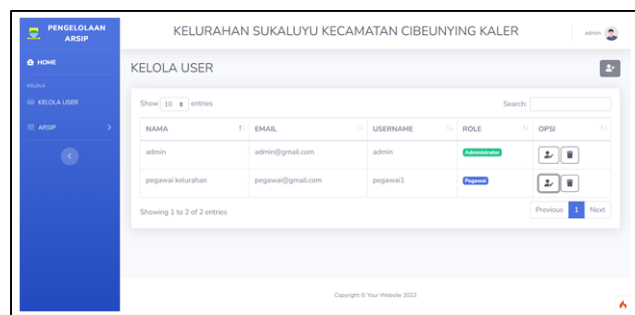 PENGELOLAAN
ARSIP
KELURAHAN SUKALUYU KECAMATAN CIBEUNYING KALER
admin
HOME
KELOLA USER
KELOLA
KELOLA USER
ARSIP
Show 10 entries
Search:
NAMA EMAIL USERNAME ROLE OPSI
admin admin@gmail.com admin Administrator
pegawai kelurahan pegawai@gmail.com pegawai1 Pegawai
Showing 1 to 2 of 2 entries
Previous 1 Next
Copyright © Your Website 2022